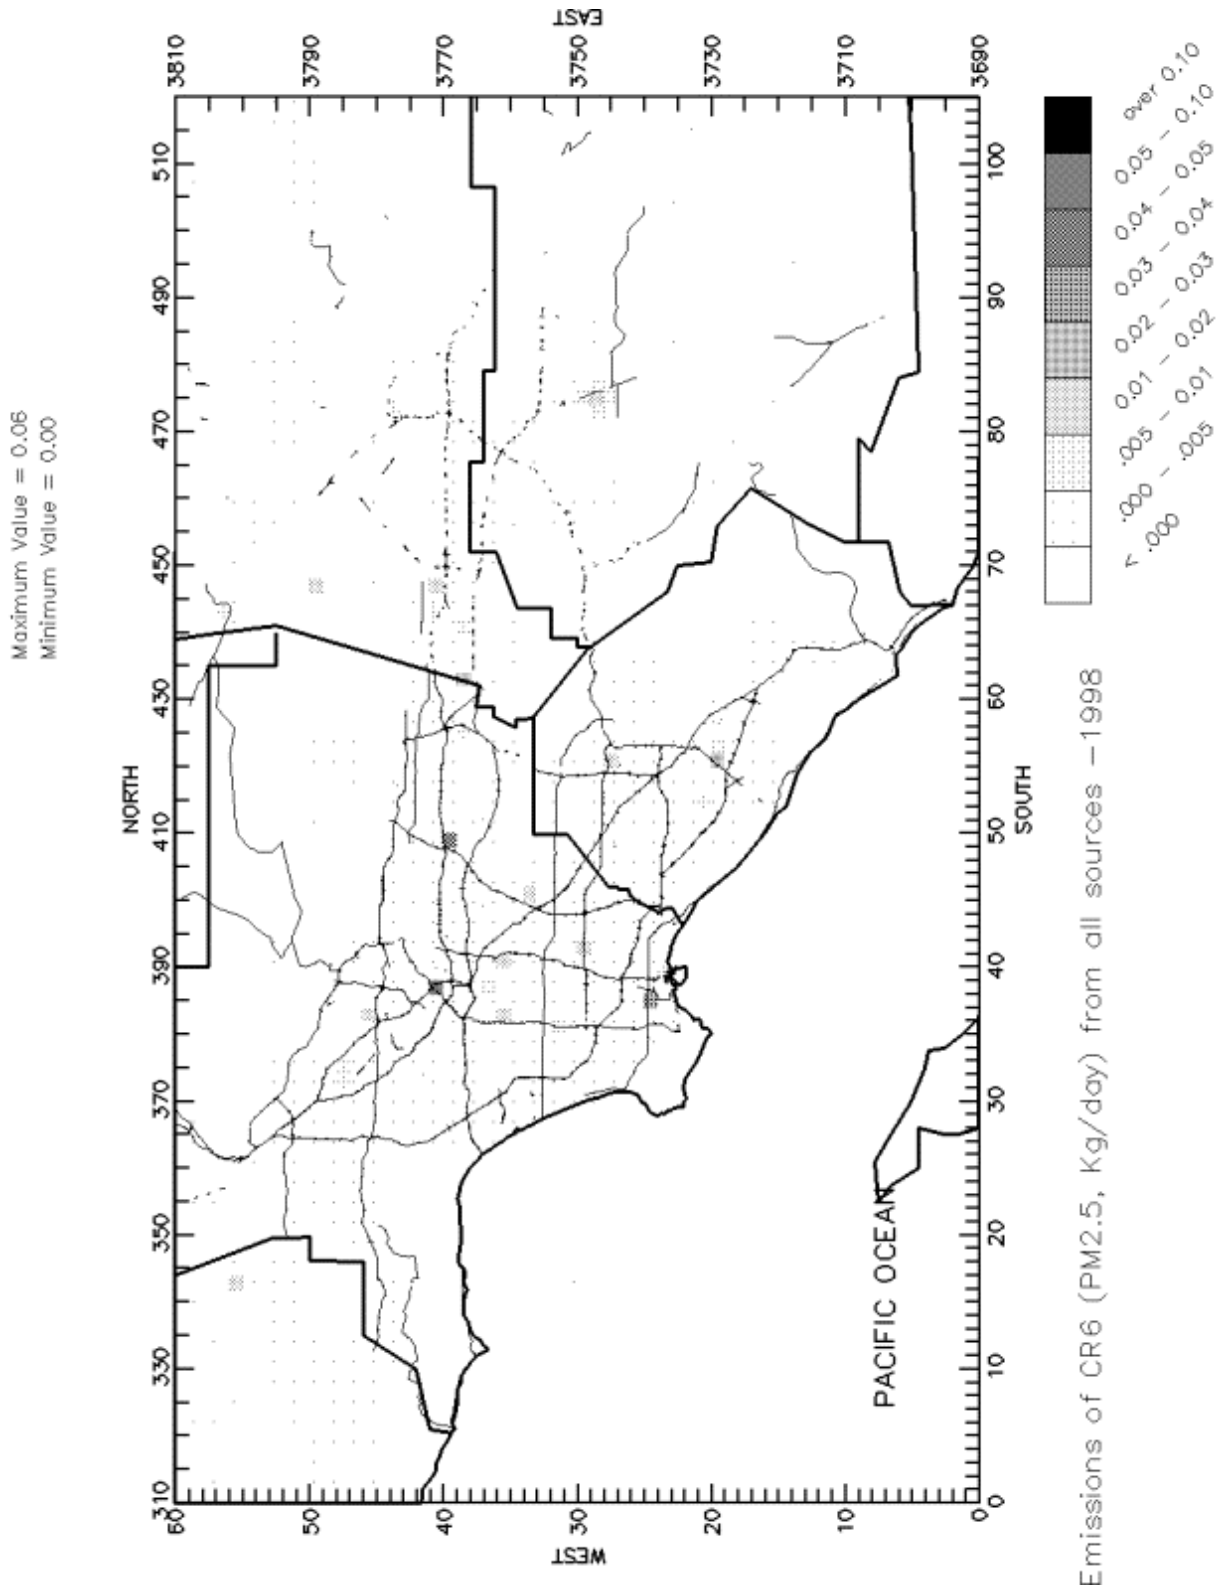 Maximum Value = 0.06
Minimum Value = 0.00
NORTH
310 330 350 370 390 410 430 450 470 490 510
60 50 40 30 20 10 0
WEST
3810 3790 3770 3750 3730 3710 3690
EAST
PACIFIC OCEAN
0 10 20 30 40 50 60 70 80 90 100
SOUTH
Emissions of CR6 (PM2.5, Kg/day) from all sources -1998
< .000
.000 - .005
.005 - 0.01
0.01 - 0.02
0.02 - 0.03
0.03 - 0.04
0.04 - 0.05
0.05 - 0.10
over 0.10